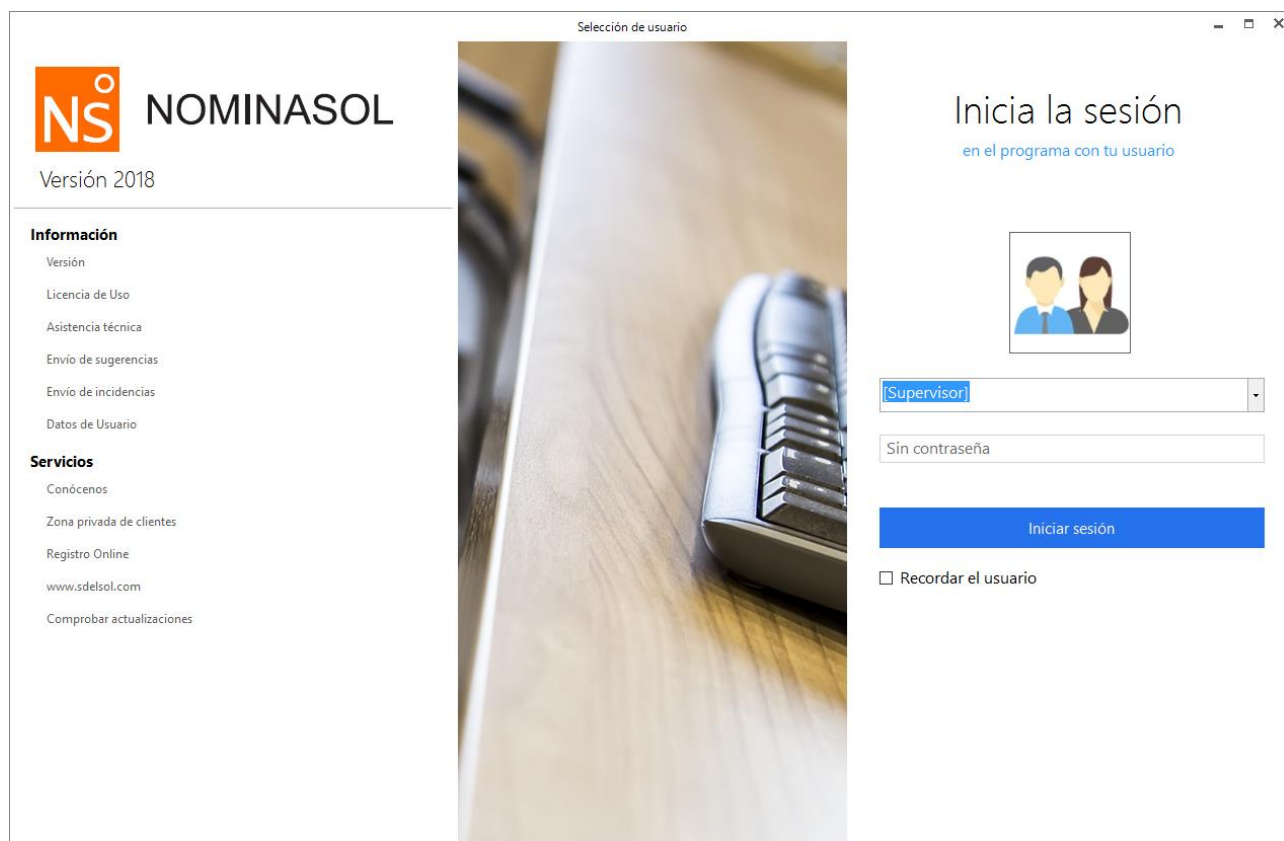 Selección de usuario
NS
NOMINASOL
Versión 2018
Información
Versión
Licencia de Uso
Asistencia técnica
Envío de sugerencias
Envío de incidencias
Datos de Usuario
Servicios
Conócenos
Zona privada de clientes
Registro Online
www.sdelsol.com
Comprobar actualizaciones
Inicia la sesión
en el programa con tu usuario
[Supervisor]
Sin contraseña
Iniciar sesión
Recordar el usuario